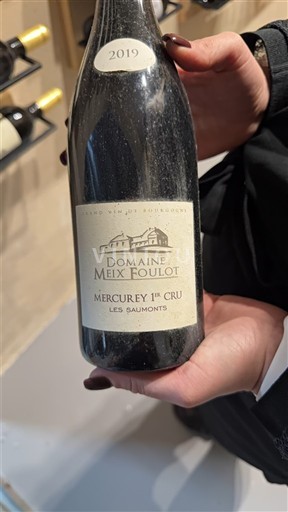 2019
GRAND VIN DE BOURGOGNE
DOMAINE
MEIX FOULOT
MERCUREY 1ER CRU
LES SAUMONTS